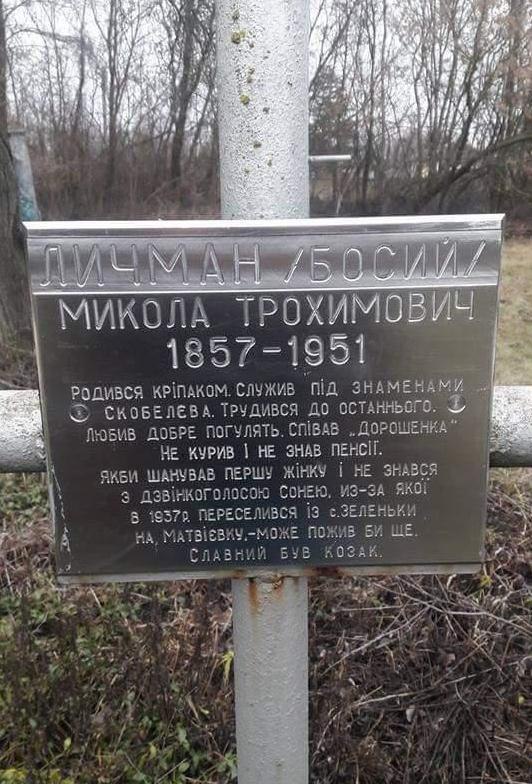 ЛИЧМАН /БОСИЙ/
МИКОЛА ТРОХИМОВИЧ
1857-1951
РОДИВСЯ КРІПАКОМ. СЛУЖИВ ПІД ЗНАМЕНАМИ
СКОБЕЛЄВА. ТРУДИВСЯ ДО ОСТАННЬОГО.
ЛЮБИВ ДОБРЕ ПОГУЛЯТЬ. СПІВАВ „ДОРОШЕНКА"
НЕ КУРИВ І НЕ ЗНАВ ПЕНСІЇ.
ЯКБИ ШАНУВАВ ПЕРШУ ЖІНКУ І НЕ ЗНАВСЯ
З ДЗВІНКОГОЛОСОЮ СОНЕЮ, ИЗ-ЗА ЯКОЇ
В 1937р. ПЕРЕСЕЛИВСЯ ІЗ с. ЗЕЛЕНЬКИ
НА МАТВІЄВКУ,-МОЖЕ ПОЖИВ БИ ЩЕ.
СЛАВНИЙ БУВ КОЗАК.